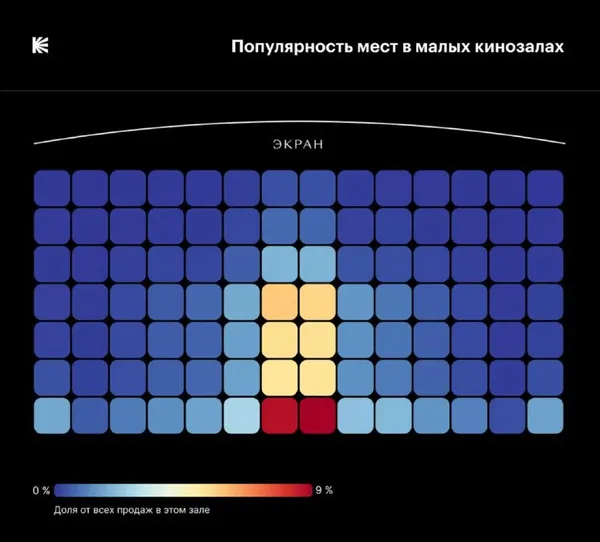 Популярность мест в малых кинозалах
ЭКРАН
0 % 9 %
Доля от всех продаж в этом зале